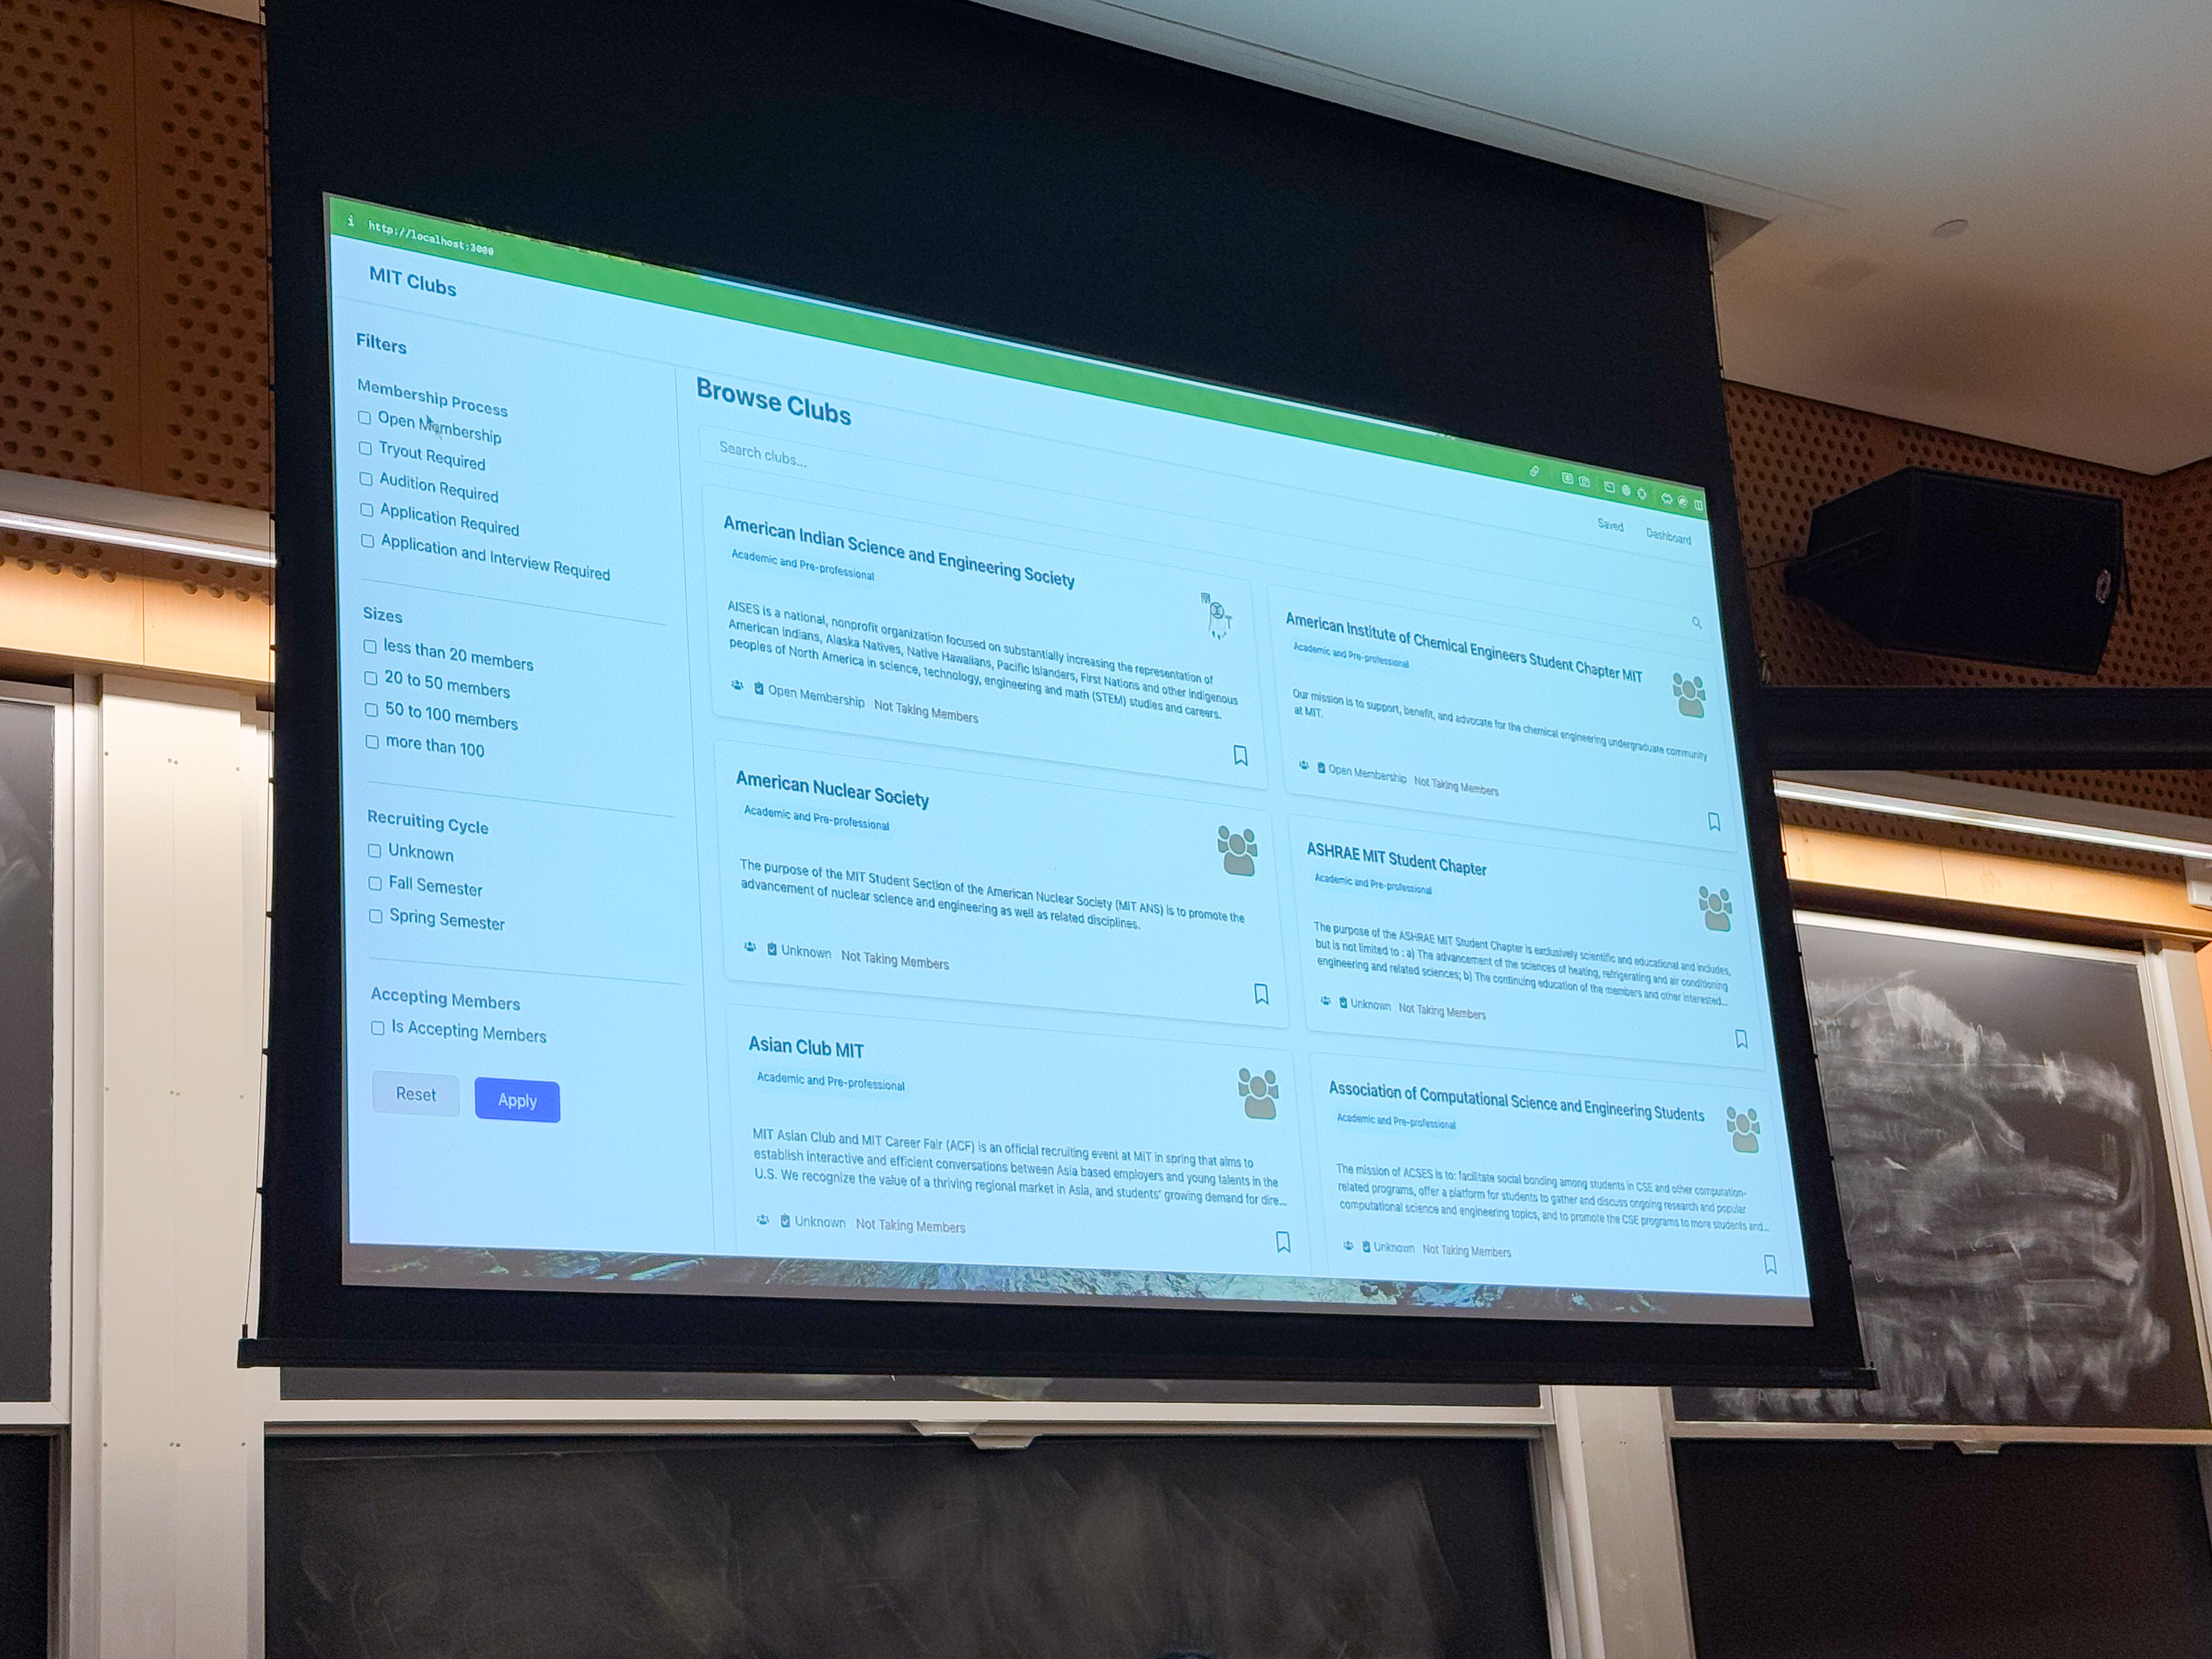 http://localhost:3000
MIT Clubs
Saved
Dashboard
Filters
Membership Process
Open Membership
Tryout Required
Audition Required
Application Required
Application and Interview Required
Sizes
less than 20 members
20 to 50 members
50 to 100 members
more than 100
Recruiting Cycle
Unknown
Fall Semester
Spring Semester
Accepting Members
Is Accepting Members
Reset
Apply
Browse Clubs
Search clubs...
American Indian Science and Engineering Society
Academic and Pre-professional
AISES is a national, nonprofit organization focused on substantially increasing the representation of
American Indians, Alaska Natives, Native Hawaiians, Pacific Islanders, First Nations and other indigenous
peoples of North America in science, technology, engineering and math (STEM) studies and careers.
Open Membership Not Taking Members
American Institute of Chemical Engineers Student Chapter MIT
Academic and Pre-professional
Our mission is to support, benefit, and advocate for the chemical engineering undergraduate community
at MIT.
Open Membership Not Taking Members
American Nuclear Society
Academic and Pre-professional
The purpose of the MIT Student Section of the American Nuclear Society (MIT ANS) is to promote the
advancement of nuclear science and engineering as well as related disciplines.
Unknown Not Taking Members
ASHRAE MIT Student Chapter
Academic and Pre-professional
The purpose of the ASHRAE MIT Student Chapter is exclusively scientific and educational and includes,
but is not limited to : a) The advancement of the sciences of heating, refrigerating and air conditioning
engineering and related sciences; b) The continuing education of the members and other interested...
Unknown Not Taking Members
Asian Club MIT
Academic and Pre-professional
MIT Asian Club and MIT Career Fair (ACF) is an official recruiting event at MIT in spring that aims to
establish interactive and efficient conversations between Asia based employers and young talents in the
U.S. We recognize the value of a thriving regional market in Asia, and students' growing demand for dire...
Unknown Not Taking Members
Association of Computational Science and Engineering Students
Academic and Pre-professional
The mission of ACSES is to: facilitate social bonding among students in CSE and other computation-
related programs, offer a platform for students to gather and discuss ongoing research and popular
computational science and engineering topics, and to promote the CSE programs to more students and...
Unknown Not Taking Members